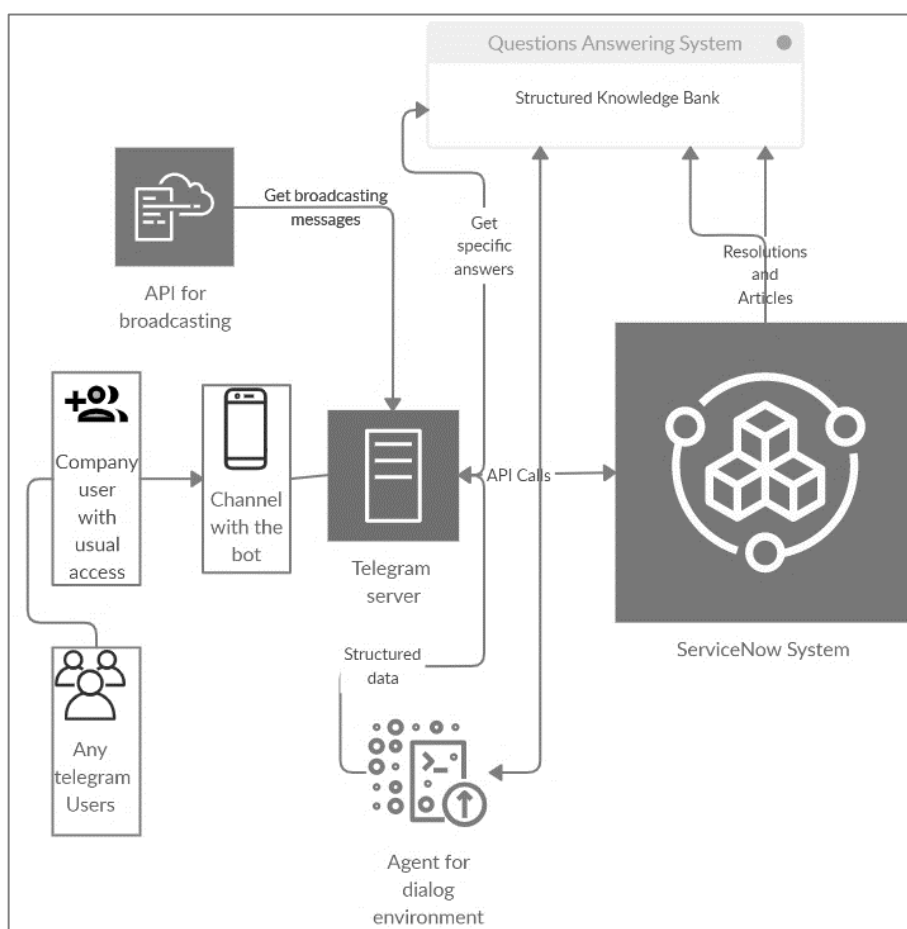 Questions Answering System
Structured Knowledge Bank
Get broadcasting
messages
Get
specific
answers
Resolutions
and
Articles
API for
broadcasting
Company
user
with
usual
access
Channel
with the
bot
API Calls
Telegram
server
ServiceNow System
Structured
data
Any
telegram
Users
>_
Agent for
dialog
environment